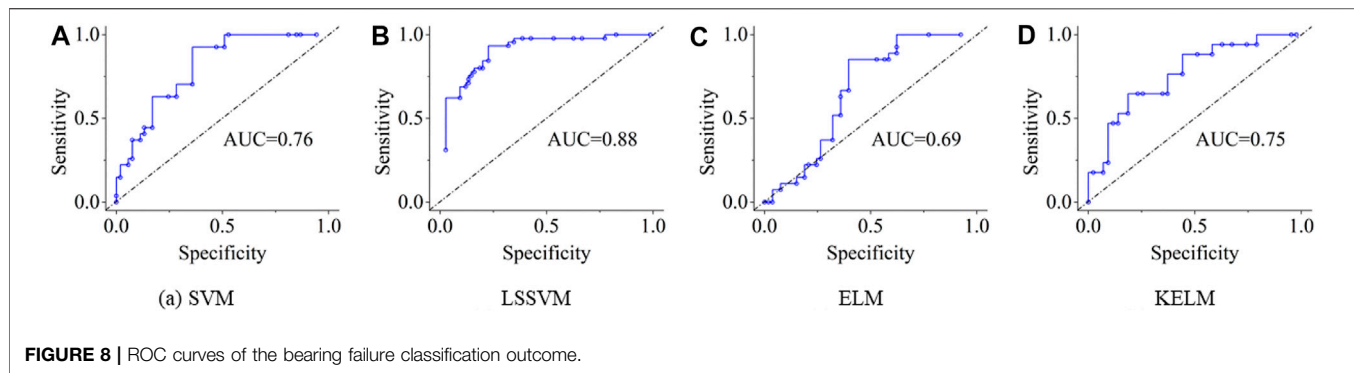 A
1.0
0.5
0.0
Sensitivity
AUC=0.76
0.0 0.5 1.0
Specificity
(a) SVM
B
1.0
0.5
0.0
Sensitivity
AUC=0.88
0.0 0.5 1.0
Specificity
LSSVM
C
1.0
0.5
0.0
Sensitivity
AUC=0.69
0.0 0.5 1.0
Specificity
ELM
D
1.0
0.5
0.0
Sensitivity
AUC=0.75
0.0 0.5 1.0
Specificity
KELM
FIGURE 8 | ROC curves of the bearing failure classification outcome.